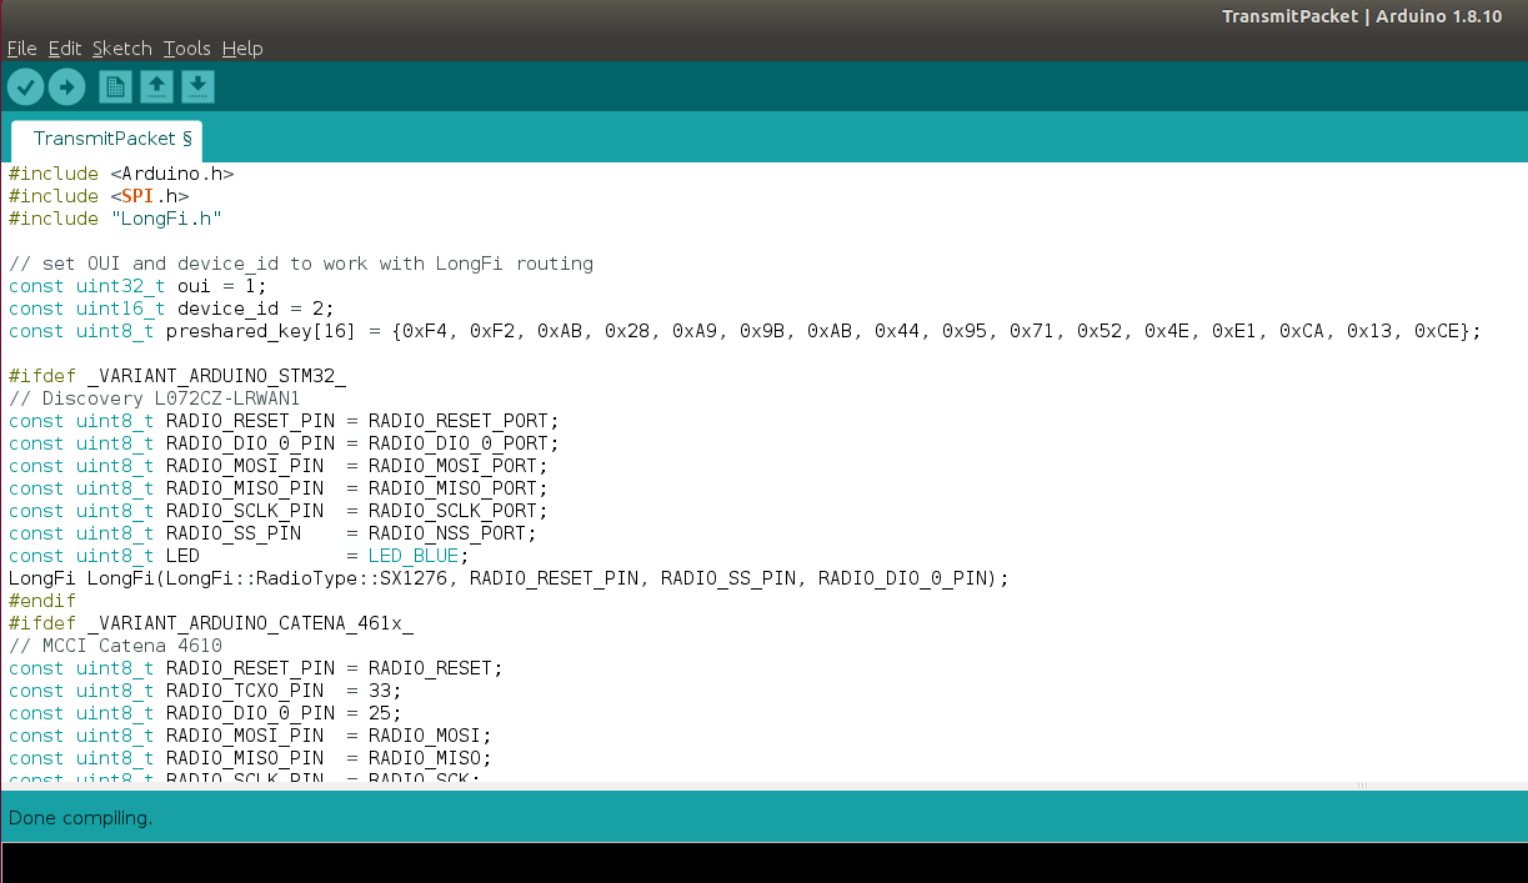 TransmitPacket | Arduino 1.8.10
File Edit Sketch Tools Help
TransmitPacket §
#include <Arduino.h>
#include <SPI.h>
#include "LongFi.h"
// set OUI and device_id to work with LongFi routing
const uint32_t oui = 1;
const uint16_t device_id = 2;
const uint8_t preshared_key[16] = {0xF4, 0xF2, 0xAB, 0x28, 0xA9, 0x9B, 0xAB, 0x44, 0x95, 0x71, 0x52, 0x4E, 0xE1, 0xCA, 0x13, 0xCE};
#ifdef _VARIANT_ARDUINO_STM32_
// Discovery L072CZ-LRWAN1
const uint8_t RADIO_RESET_PIN = RADIO_RESET_PORT;
const uint8_t RADIO_DIO_0_PIN = RADIO_DIO_0_PORT;
const uint8_t RADIO_MOSI_PIN  = RADIO_MOSI_PORT;
const uint8_t RADIO_MISO_PIN  = RADIO_MISO_PORT;
const uint8_t RADIO_SCLK_PIN  = RADIO_SCLK_PORT;
const uint8_t RADIO_SS_PIN    = RADIO_NSS_PORT;
const uint8_t LED             = LED_BLUE;
LongFi LongFi(LongFi::RadioType::SX1276, RADIO_RESET_PIN, RADIO_SS_PIN, RADIO_DIO_0_PIN);
#endif
#ifdef _VARIANT_ARDUINO_CATENA_461x_
// MCCI Catena 4610
const uint8_t RADIO_RESET_PIN = RADIO_RESET;
const uint8_t RADIO_TCXO_PIN  = 33;
const uint8_t RADIO_DIO_0_PIN = 25;
const uint8_t RADIO_MOSI_PIN  = RADIO_MOSI;
const uint8_t RADIO_MISO_PIN  = RADIO_MISO;
const uint8_t RADIO_SCLK_PIN  = RADIO_SCK;
Done compiling.